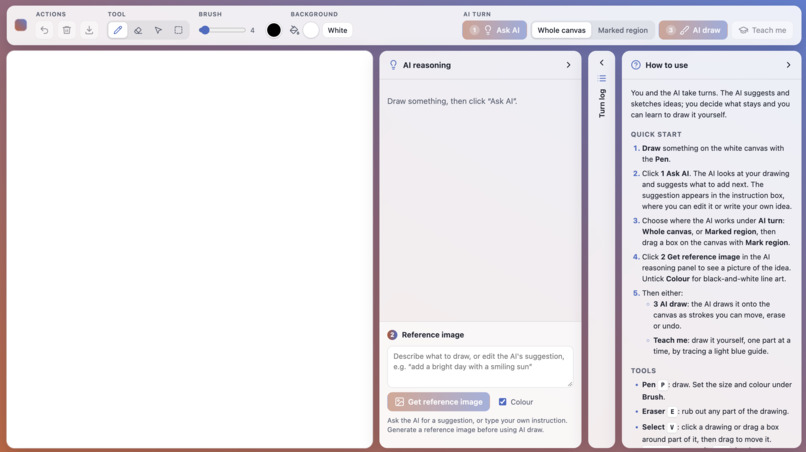 ACTIONS
TOOL
BRUSH
4
BACKGROUND
White
AI TURN
1 Ask AI
Whole canvas
Marked region
3 AI draw
Teach me
AI reasoning
Draw something, then click “Ask AI”.
2 Reference image
Describe what to draw, or edit the AI's suggestion,
e.g. “add a bright day with a smiling sun”
Get reference image
Colour
Ask the AI for a suggestion, or type your own instruction.
Generate a reference image before using AI draw.
Turn log
How to use
You and the AI take turns. The AI suggests and
sketches ideas; you decide what stays and you
can learn to draw it yourself.
QUICK START
1. Draw something on the white canvas with
the Pen.
2. Click 1 Ask AI. The AI looks at your drawing
and suggests what to add next. The
suggestion appears in the instruction box,
where you can edit it or write your own idea.
3. Choose where the AI works under AI turn:
Whole canvas, or Marked region, then
drag a box on the canvas with Mark region.
4. Click 2 Get reference image in the AI
reasoning panel to see a picture of the idea.
Untick Colour for black-and-white line art.
5. Then either:
3 AI draw: the AI draws it onto the
canvas as strokes you can move, erase
or undo.
Teach me: draw it yourself, one part at a
time, by tracing a light blue guide.
TOOLS
Pen P : draw. Set the size and colour under
Brush.
Eraser E : rub out any part of the drawing.
Select V : click a drawing or drag a box
around part of it, then drag to move it.